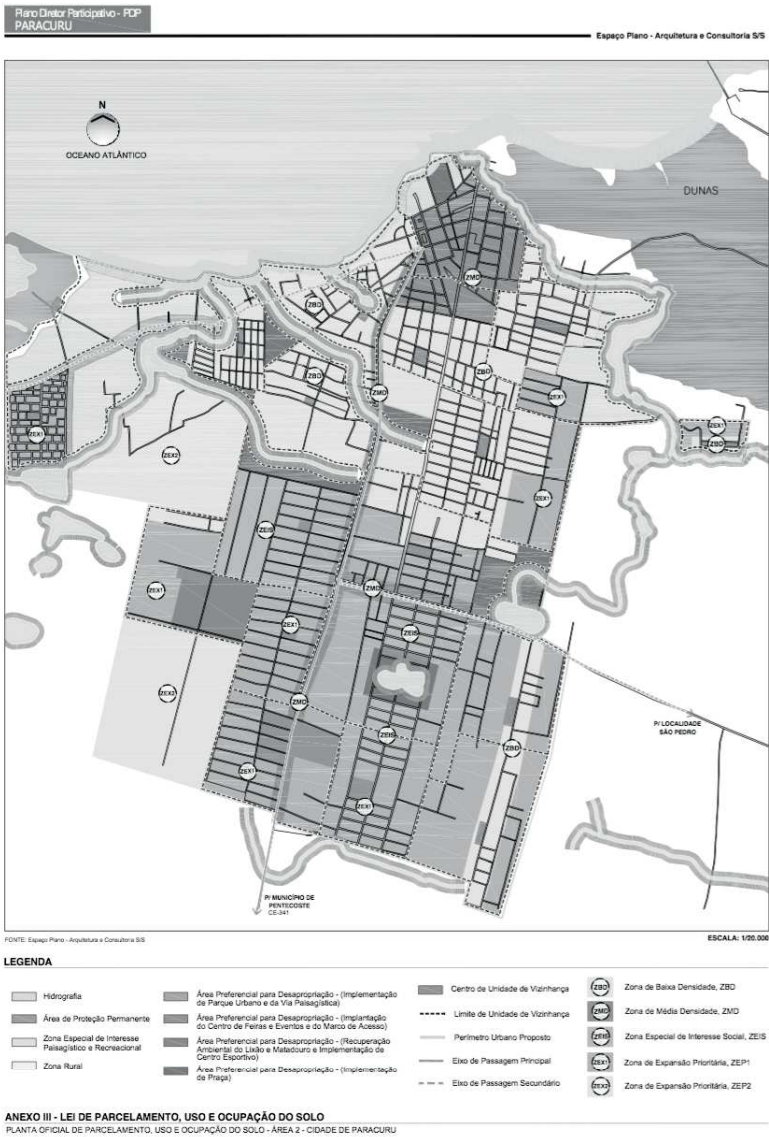 Plano Diretor Participativo - PDP
PARACURU
Espaço Plano - Arquitetura e Consultoria S/S
N
OCEANO ATLÂNTICO
DUNAS
ZMD
ZBD
ZBD
ZBD
ZMD
ZEX1
ZEX1
ZBD
ZEX1
ZEX2
ZEX1
ZEIS
ZMD
ZEX1
ZEX1
ZEIS
ZEX2
ZMD
P/ LOCALIDADE
SÃO PEDRO
ZEIS
ZBD
ZEX1
ZEX1
P/ MUNICÍPIO DE
PENTECOSTE
CE-341
FONTE: Espaço Plano - Arquitetura e Consultoria S/S
ESCALA: 1/20.000
LEGENDA
Hidrografia
Área de Proteção Permanente
Zona Especial de Interesse
Paisagístico e Recreacional
Zona Rural
Área Preferencial para Desapropriação - (Implementação
de Parque Urbano e da Via Paisagística)
Área Preferencial para Desapropriação - (Implantação
do Centro de Feiras e Eventos e do Marco de Acesso)
Área Preferencial para Desapropriação - (Recuperação
Ambiental do Lixão e Matadouro e Implementação de
Centro Esportivo)
Área Preferencial para Desapropriação - (Implementação
de Praça)
Centro de Unidade de Vizinhança
Limite de Unidade de Vizinhança
Perímetro Urbano Proposto
Eixo de Passagem Principal
Eixo de Passagem Secundário
ZBD Zona de Baixa Densidade, ZBD
ZMD Zona de Média Densidade, ZMD
ZEIS Zona Especial de Interesse Social, ZEIS
ZEX1 Zona de Expansão Prioritária, ZEP1
ZEX2 Zona de Expansão Prioritária, ZEP2
ANEXO III - LEI DE PARCELAMENTO, USO E OCUPAÇÃO DO SOLO
PLANTA OFICIAL DE PARCELAMENTO, USO E OCUPAÇÃO DO SOLO - ÁREA 2 - CIDADE DE PARACURU